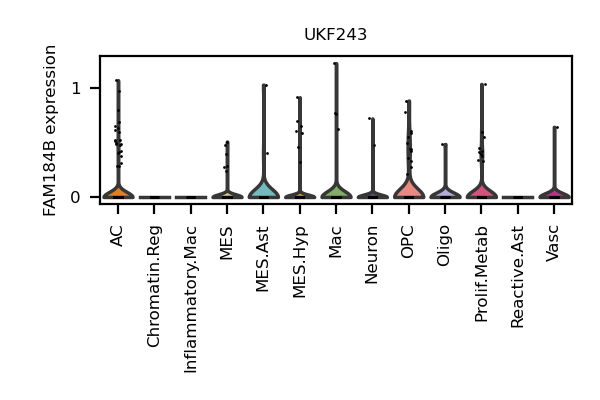 UKF243
FAM184B expression
1
0
AC
Chromatin.Reg
Inflammatory.Mac
MES
MES.Ast
MES.Hyp
Mac
Neuron
OPC
Oligo
Prolif.Metab
Reactive.Ast
Vasc